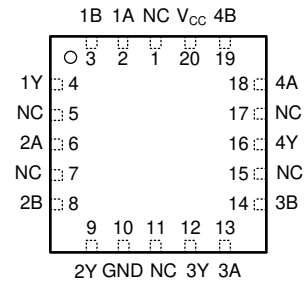 1B 1A NC VCC 4B
3 2 1 20 19
1Y 4 18 4A
NC 5 17 NC
2A 6 16 4Y
NC 7 15 NC
2B 8 14 3B
9 10 11 12 13
2Y GND NC 3Y 3A